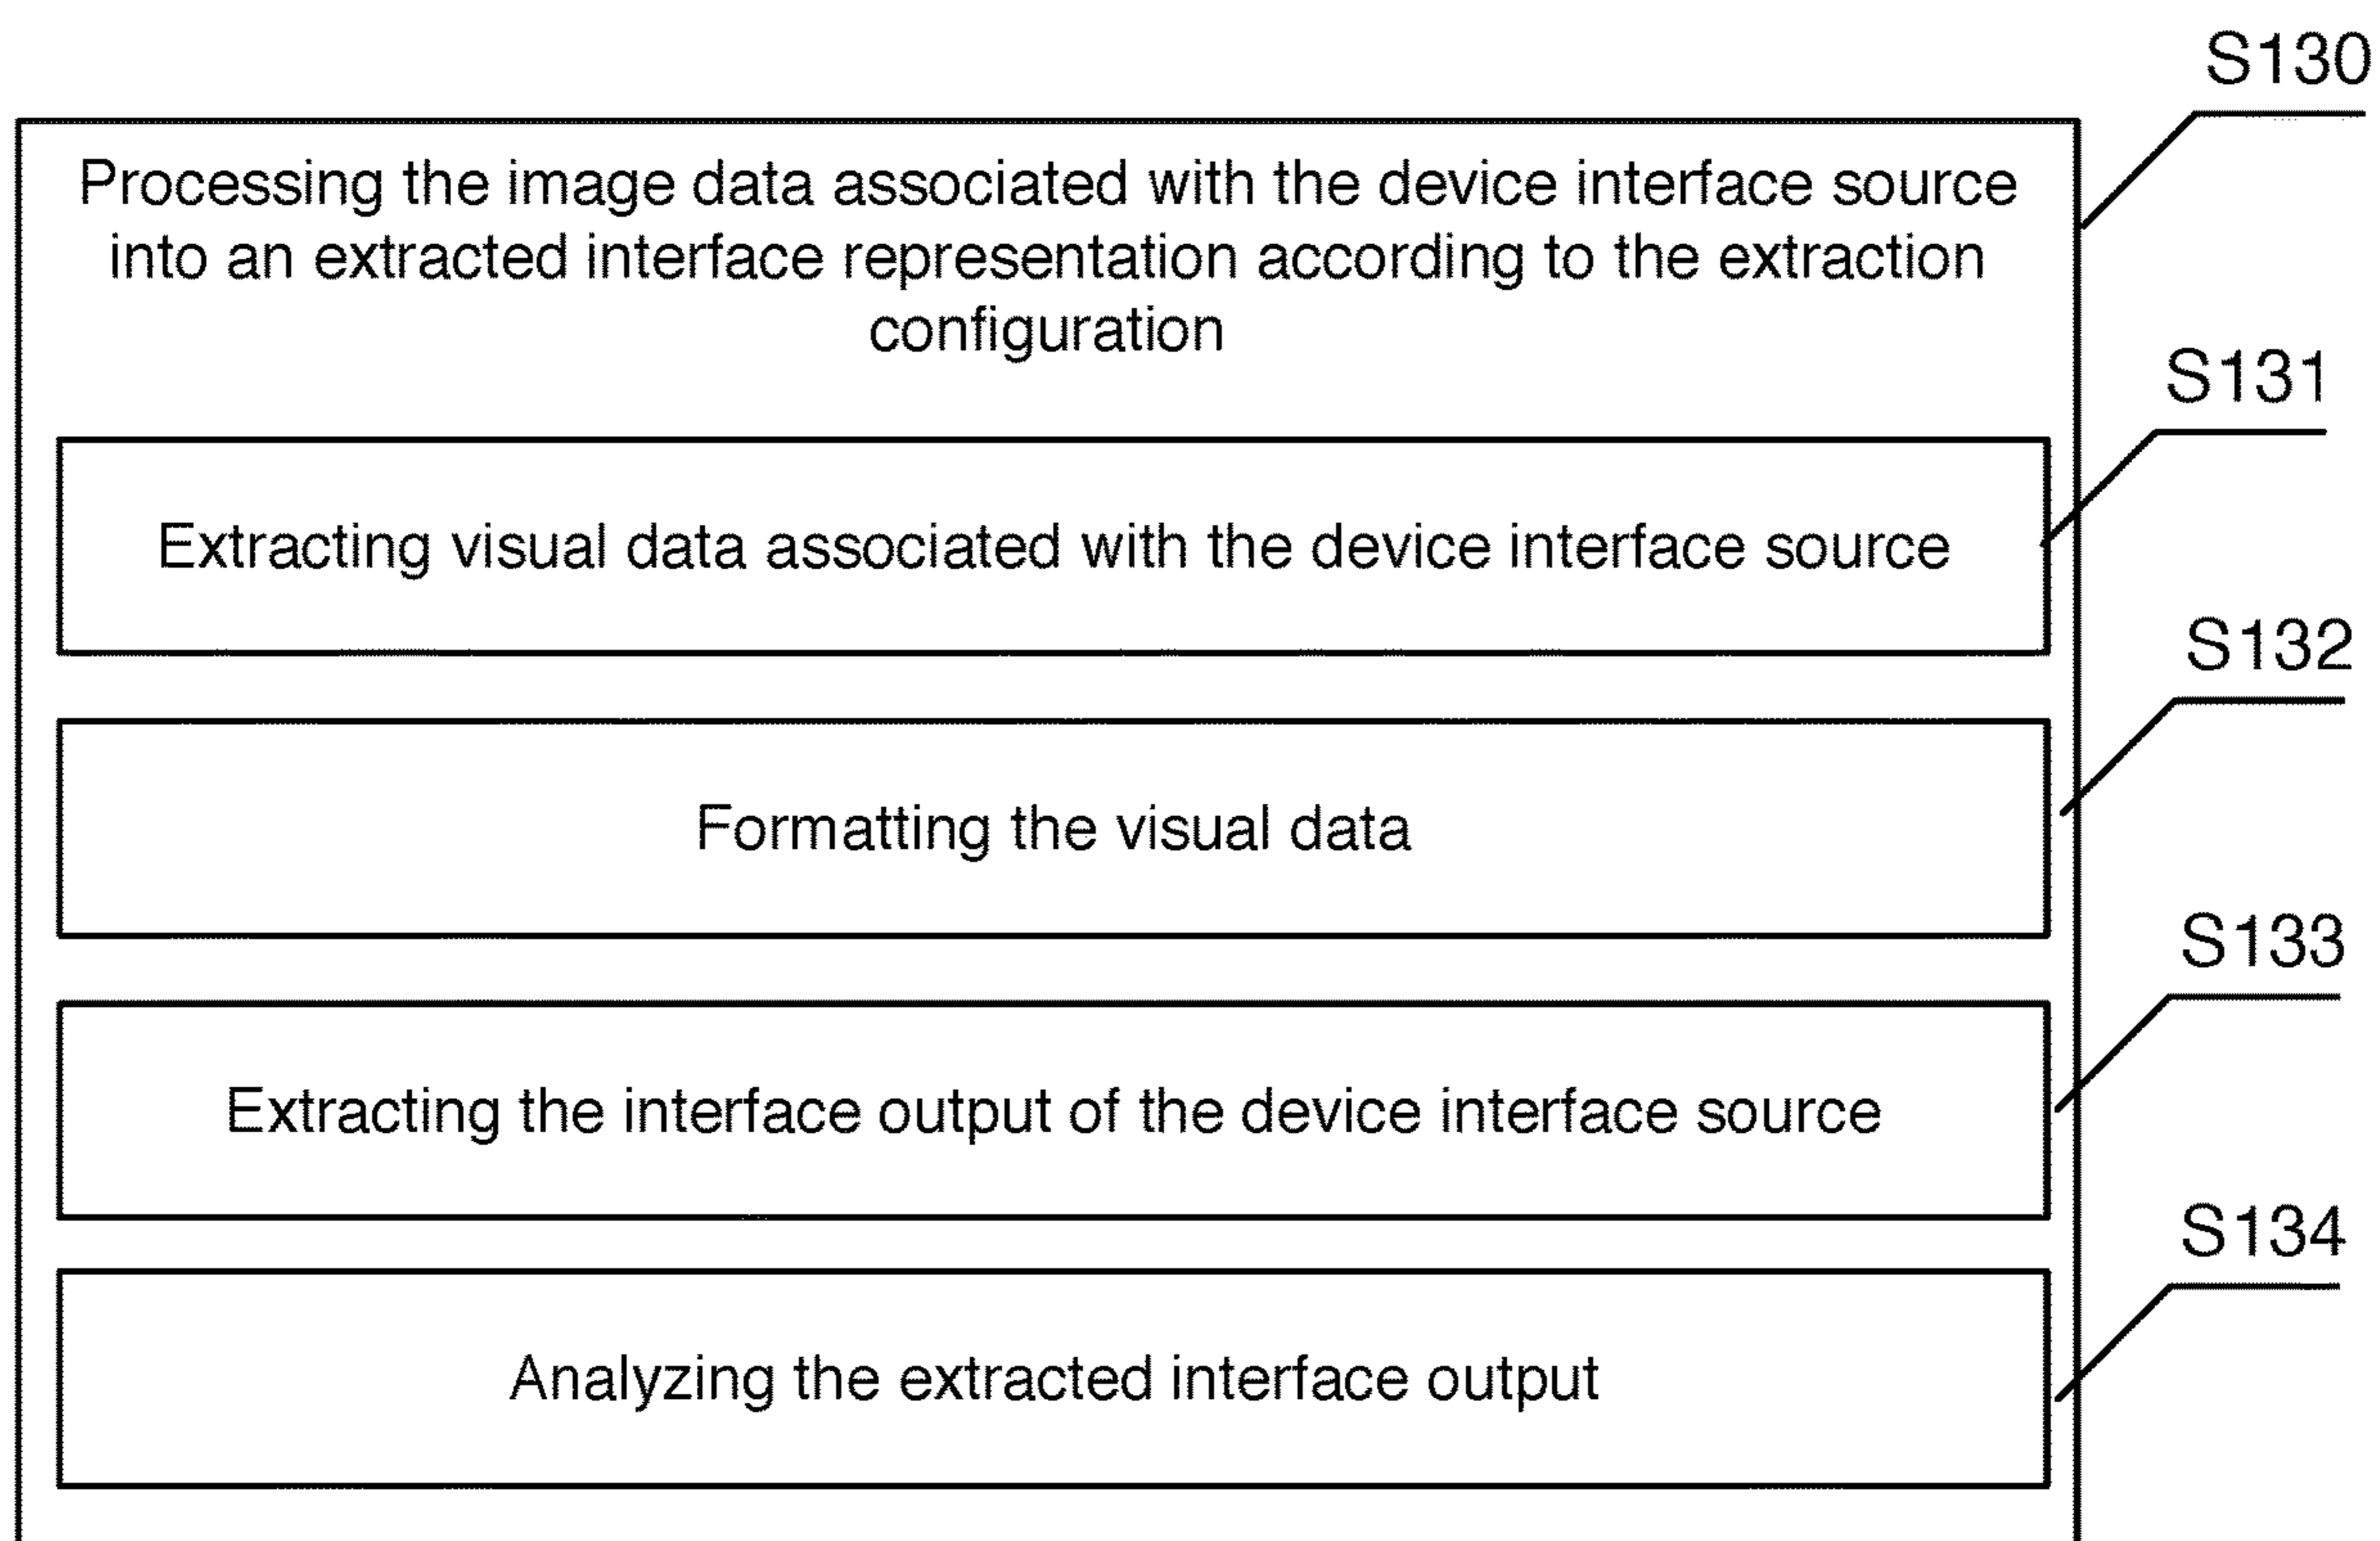 S130
Processing the image data associated with the device interface source
into an extracted interface representation according to the extraction
configuration
S131
Extracting visual data associated with the device interface source
S132
Formatting the visual data
S133
Extracting the interface output of the device interface source
S134
Analyzing the extracted interface output